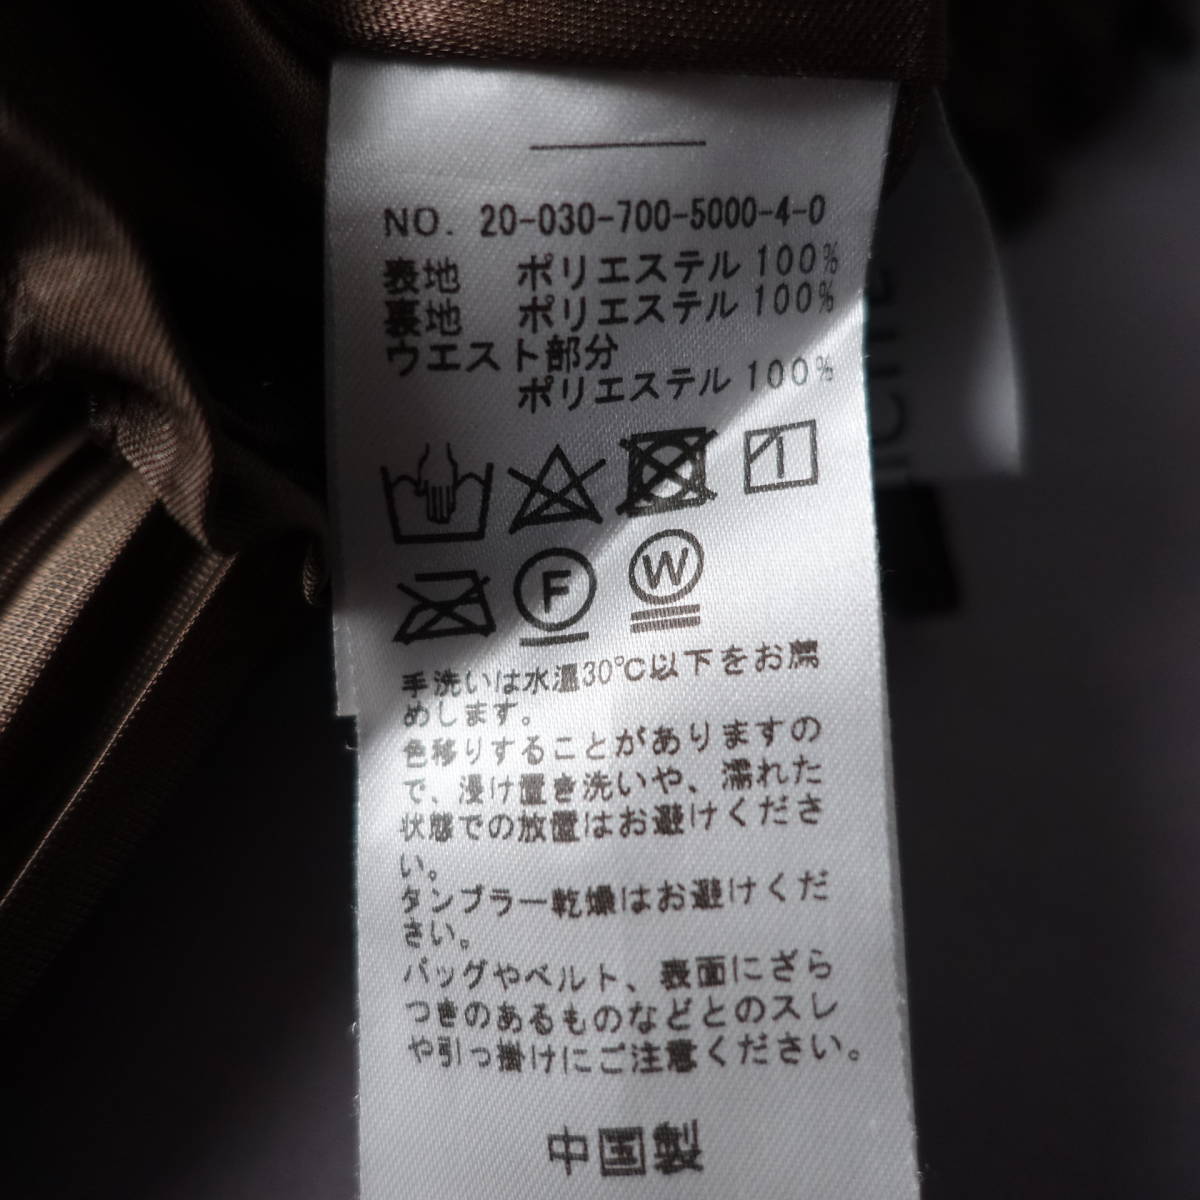 NO. 20-030-700-5000-4-0
表地 ポリエステル 100%
裏地 ポリエステル 100%
ウエスト部分
ポリエステル 100%
F
W
手洗いは水温30℃以下をお薦
めします。
色移りすることがありますの
で、浸け置き洗いや、濡れた
状態での放置はお避けくださ
い。
タンブラー乾燥はお避けくだ
さい。
バッグやベルト、表面にざら
つきのあるものなどとのスレ
や引っ掛けにご注意ください。
中国製